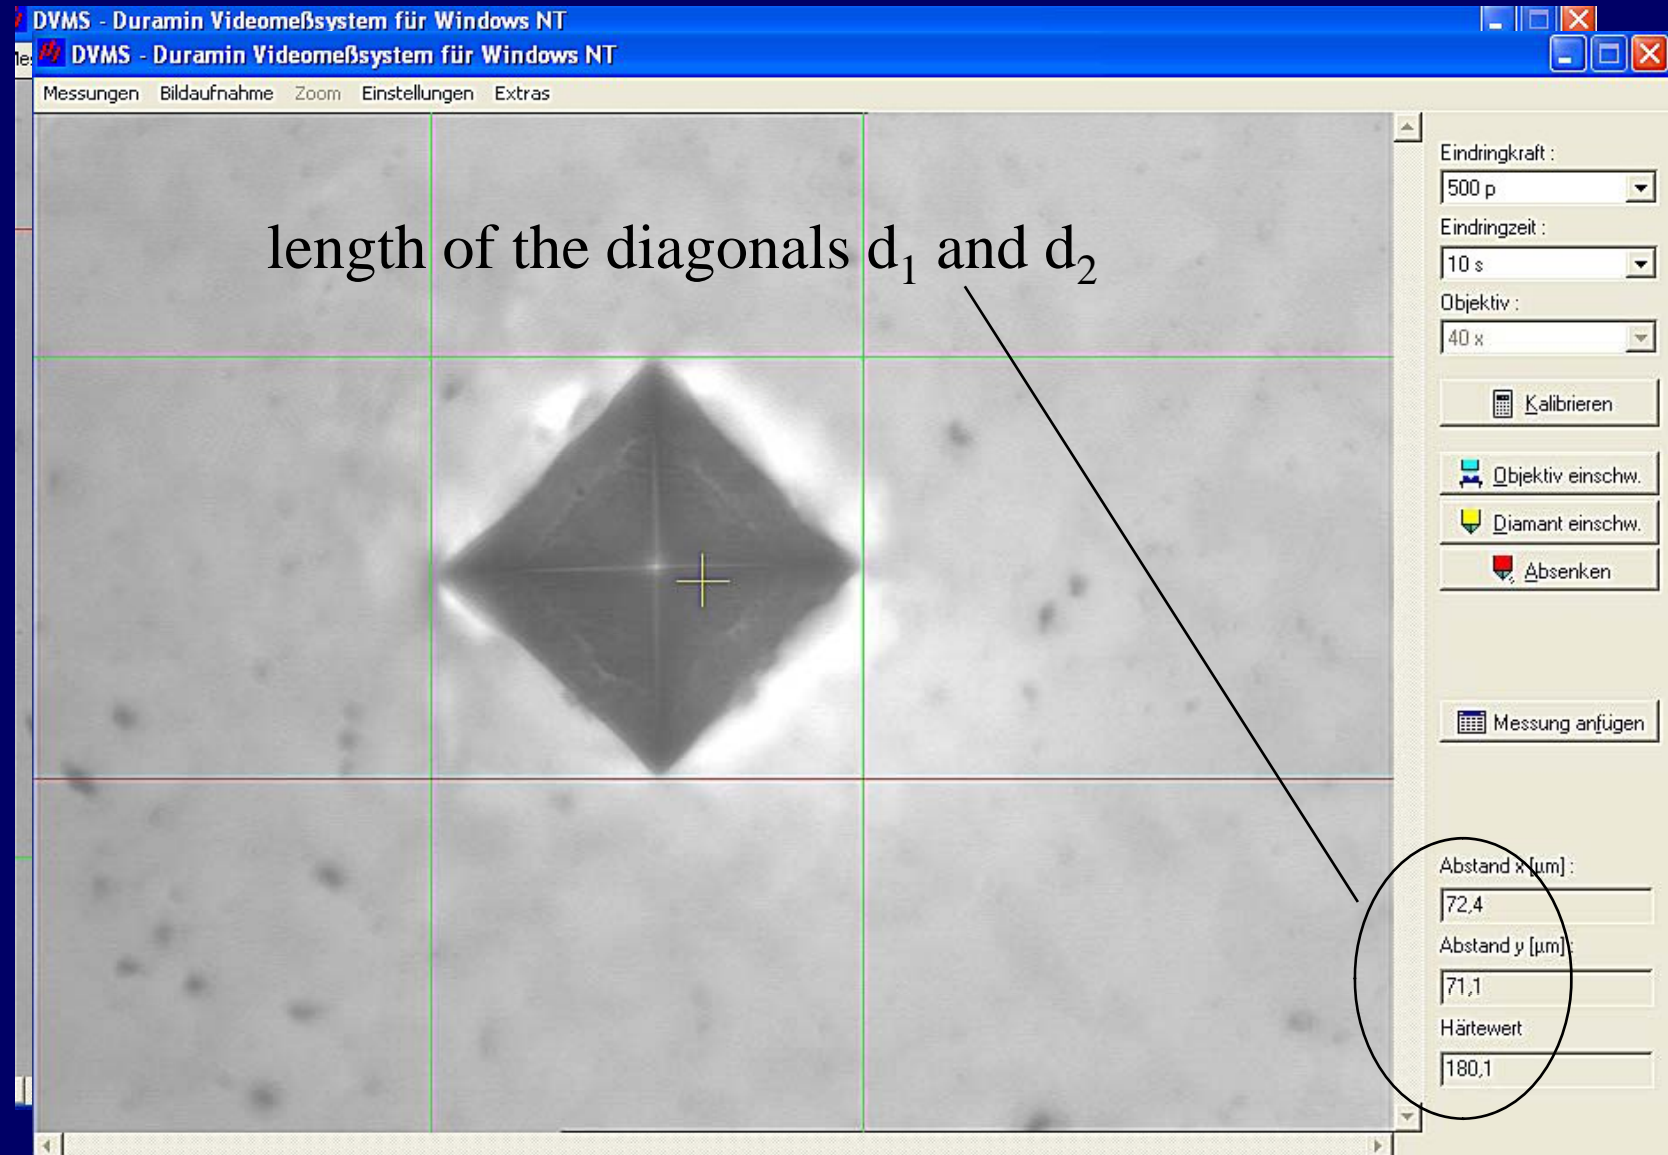 DVMS - Duramin Videomeßsystem für Windows NT
DVMS - Duramin Videomeßsystem für Windows NT
Messungen Bildaufnahme Zoom Einstellungen Extras
length of the diagonals d₁ and d₂
Eindringkraft :
500 p
Eindringzeit :
10 s
Objektiv :
40 x
Kalibrieren
Objektiv einschw.
Diamant einschw.
Absenken
Messung anfügen
Abstand x [µm] :
72,4
Abstand y [µm] :
71,1
Härtewert
180,1